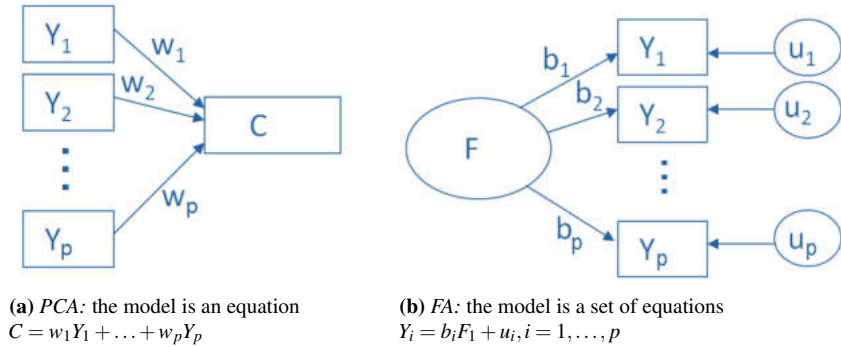 Y₁
w₁
Y₂
w₂
C
⋮
Yₚ
wₚ
F
b₁
b₂
bₚ
Y₁
u₁
Y₂
u₂
⋮
Yₚ
uₚ
(a) PCA: the model is an equation
C = w₁Y₁ + … + wₚYₚ
(b) FA: the model is a set of equations
Yᵢ = bᵢF₁ + uᵢ, i = 1, …, p